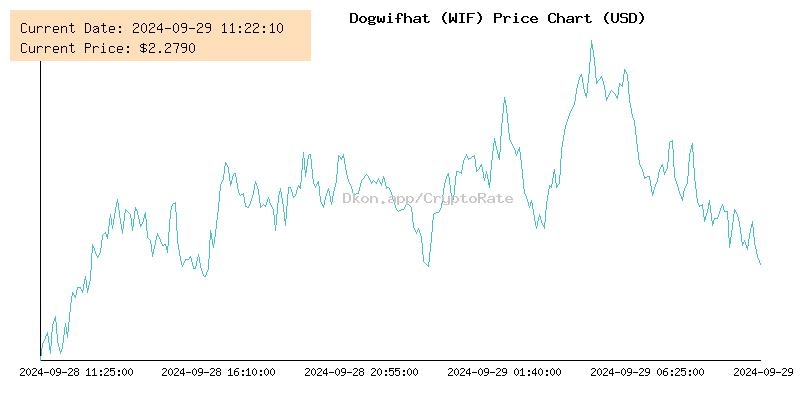 Dogwifhat (WIF) Price Chart (USD)
Current Date: 2024-09-29 11:22:10
Current Price: $2.2790
Dkon.app/CryptoRate
2024-09-28 11:25:00 2024-09-28 16:10:00 2024-09-28 20:55:00 2024-09-29 01:40:00 2024-09-29 06:25:00 2024-09-29